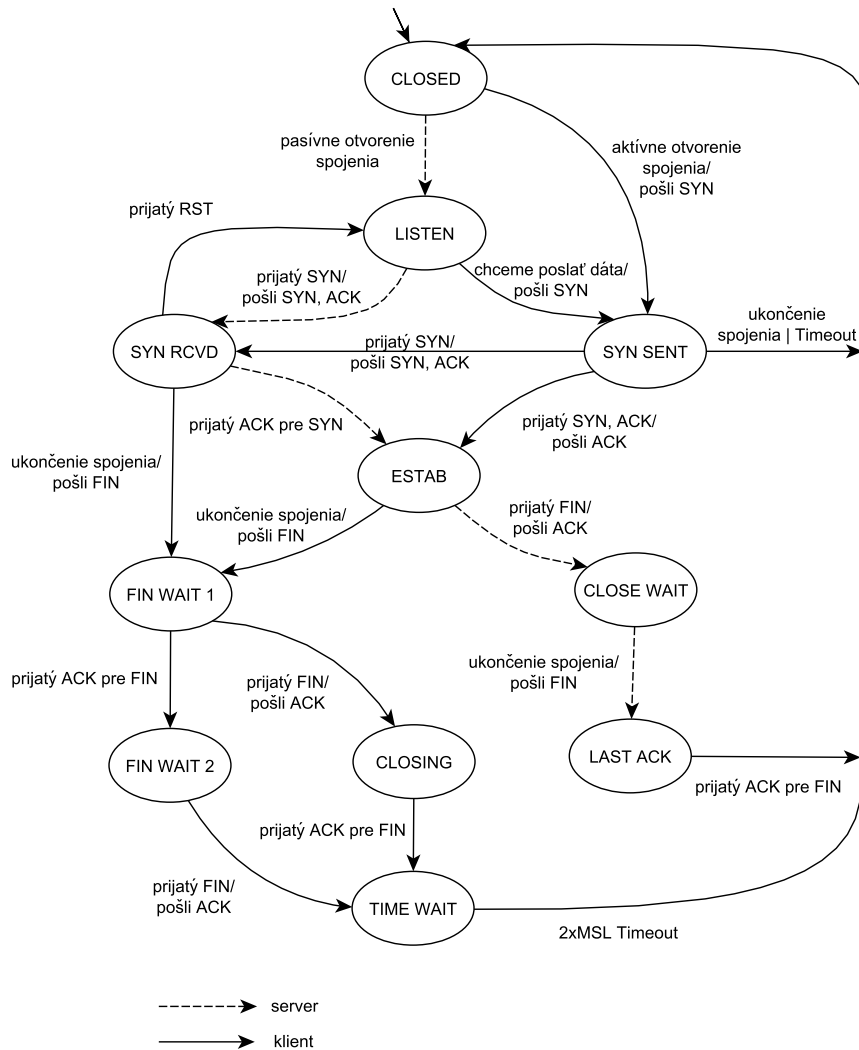 CLOSED
pasívne otvorenie
spojenia
aktívne otvorenie
spojenia/
pošli SYN
prijatý RST
LISTEN
prijatý SYN/
pošli SYN, ACK
chceme poslať dáta/
pošli SYN
ukončenie
spojenia | Timeout
SYN RCVD
prijatý SYN/
pošli SYN, ACK
SYN SENT
prijatý ACK pre SYN
prijatý SYN, ACK/
pošli ACK
ukončenie spojenia/
pošli FIN
ESTAB
ukončenie spojenia/
pošli FIN
prijatý FIN/
pošli ACK
FIN WAIT 1
CLOSE WAIT
prijatý ACK pre FIN
prijatý FIN/
pošli ACK
ukončenie spojenia/
pošli FIN
FIN WAIT 2
CLOSING
LAST ACK
prijatý ACK pre FIN
prijatý ACK pre FIN
prijatý FIN/
pošli ACK
TIME WAIT
2xMSL Timeout
server
klient